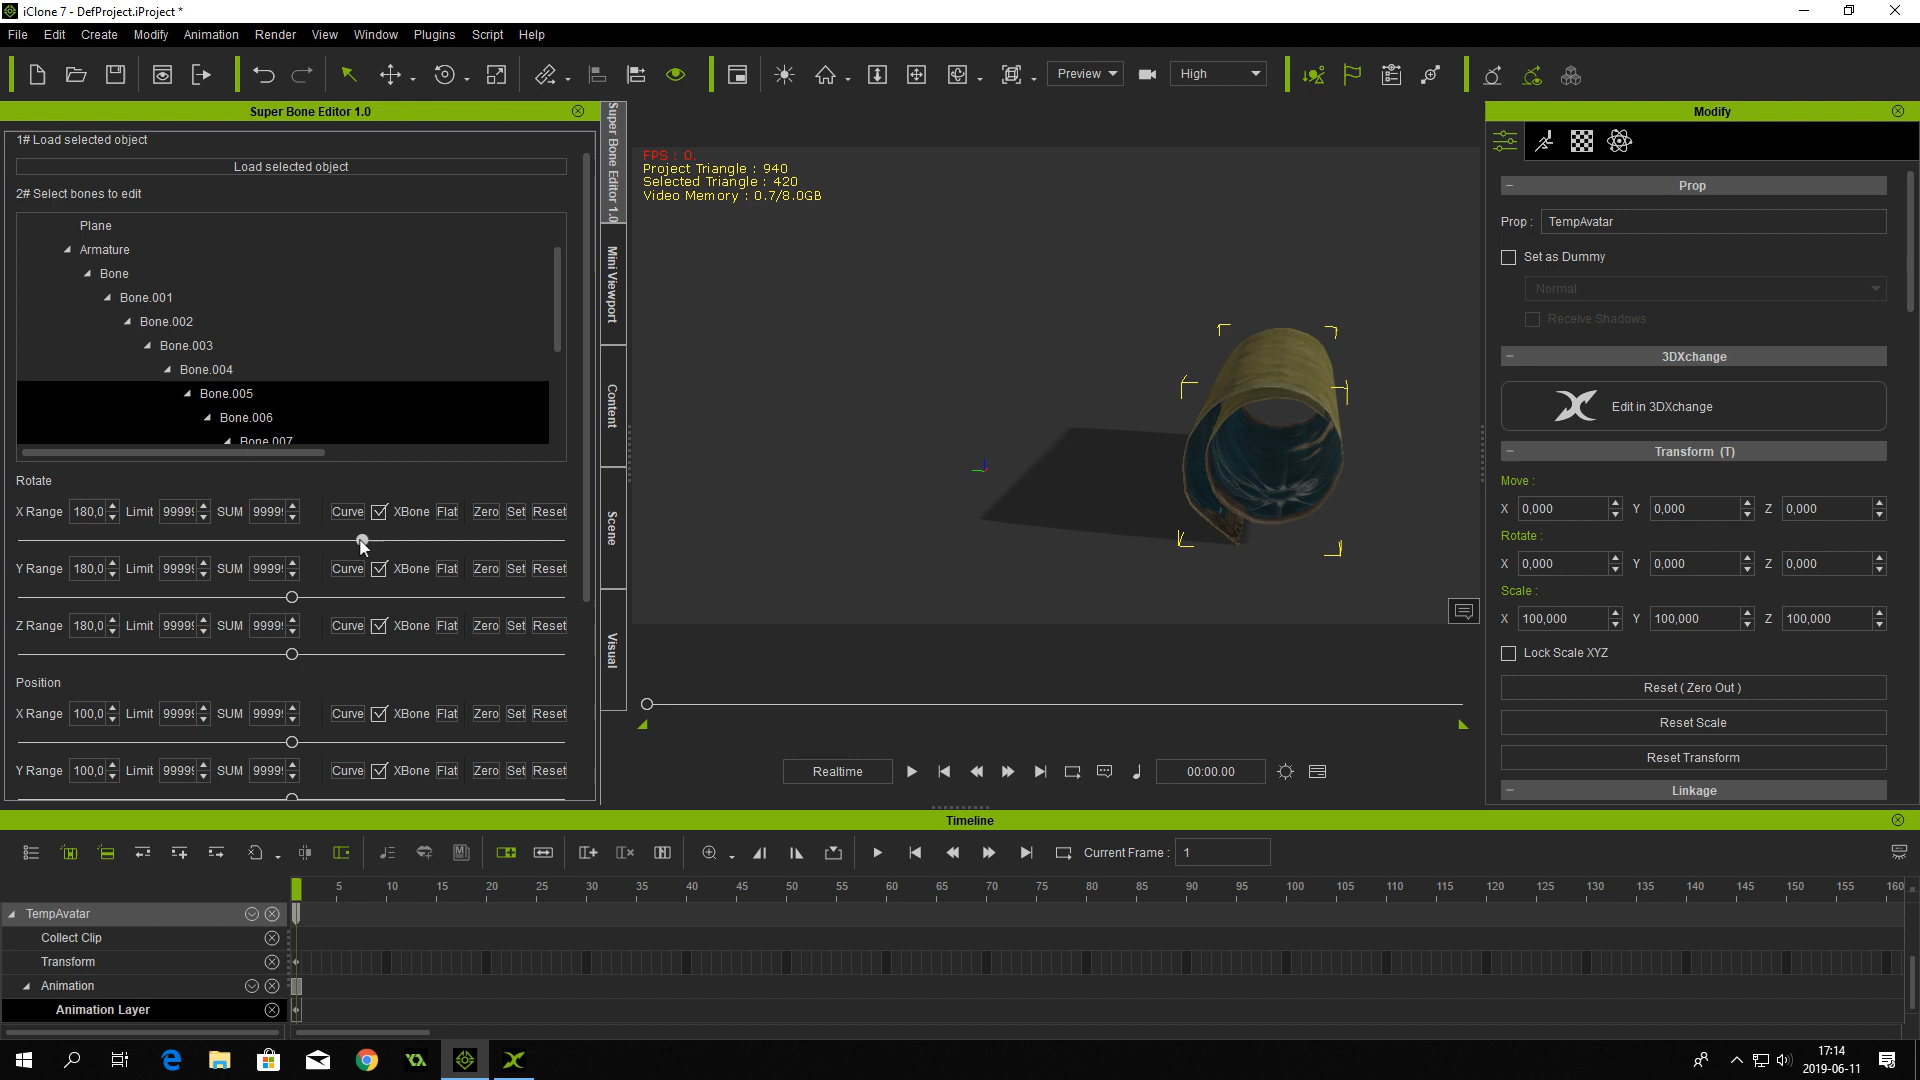 iClone 7 - DefProject.iProject *
File Edit Create Modify Animation Render View Window Plugins Script Help
Preview High
Super Bone Editor 1.0
1# Load selected object
Load selected object
2# Select bones to edit
Plane
Armature
Bone
Bone.001
Bone.002
Bone.003
Bone.004
Bone.005
Bone.006
Bone.007
Rotate
X Range 180,0 Limit 9999 SUM 9999 Curve XBone Flat Zero Set Reset
Y Range 180,0 Limit 9999 SUM 9999 Curve XBone Flat Zero Set Reset
Z Range 180,0 Limit 9999 SUM 9999 Curve XBone Flat Zero Set Reset
Position
X Range 100,0 Limit 9999 SUM 9999 Curve XBone Flat Zero Set Reset
Y Range 100,0 Limit 9999 SUM 9999 Curve XBone Flat Zero Set Reset
Super Bone Editor 1.0
Mini Viewport
Content
Scene
Visual
FPS : 0.
Project Triangle : 940
Selected Triangle : 420
Video Memory : 0.7/8.0GB
Realtime 00:00.00
Modify
Prop
Prop : TempAvatar
Set as Dummy
Normal
Receive Shadows
3DXchange
Edit in 3DXchange
Transform (T)
Move :
X 0,000 Y 0,000 Z 0,000
Rotate :
X 0,000 Y 0,000 Z 0,000
Scale :
X 100,000 Y 100,000 Z 100,000
Lock Scale XYZ
Reset ( Zero Out )
Reset Scale
Reset Transform
Linkage
Timeline
Current Frame : 1
5 10 15 20 25 30 35 40 45 50 55 60 65 70 75 80 85 90 95 100 105 110 115 120 125 130 135 140 145 150 155 160
TempAvatar
Collect Clip
Transform
Animation
Animation Layer
17:14
2019-06-11